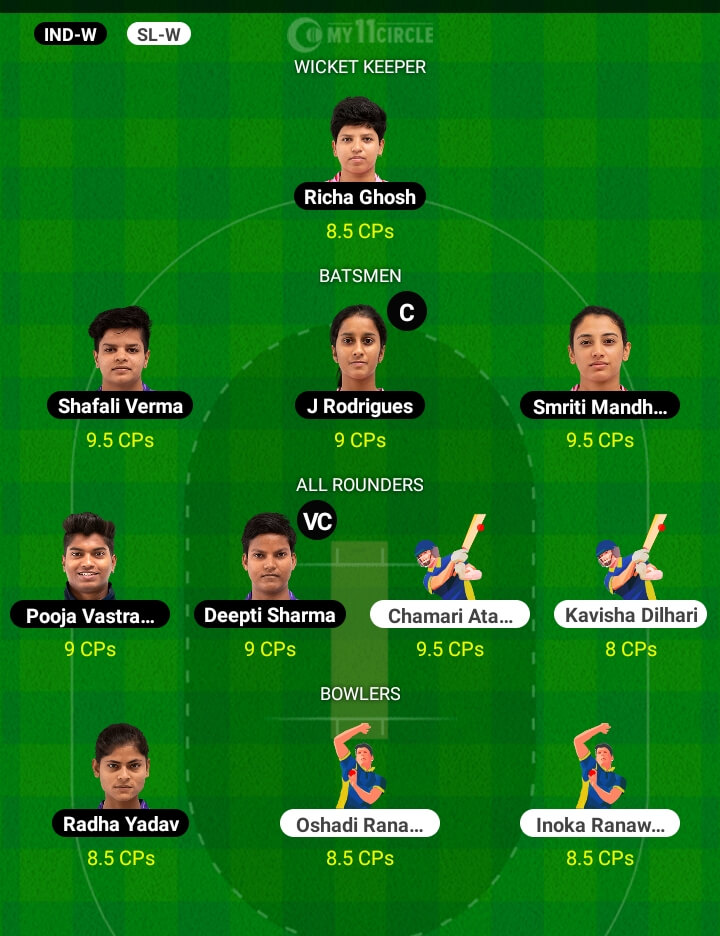 IND-W SL-W MY11CIRCLE
WICKET KEEPER
Richa Ghosh
8.5 CPs
BATSMEN
C
Shafali Verma J Rodrigues Smriti Mandh...
9.5 CPs 9 CPs 9.5 CPs
ALL ROUNDERS
VC
Pooja Vastra... Deepti Sharma Chamari Ata... Kavisha Dilhari
9 CPs 9 CPs 9.5 CPs 8 CPs
BOWLERS
Radha Yadav Oshadi Rana... Inoka Ranaw...
8.5 CPs 8.5 CPs 8.5 CPs